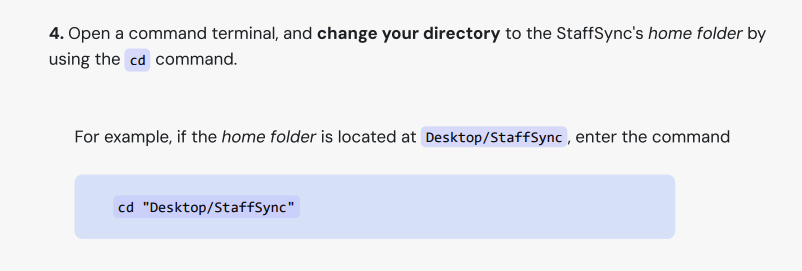 4. Open a command terminal, and change your directory to the StaffSync's home folder by
using the cd command.
For example, if the home folder is located at Desktop/StaffSync, enter the command
cd "Desktop/StaffSync"